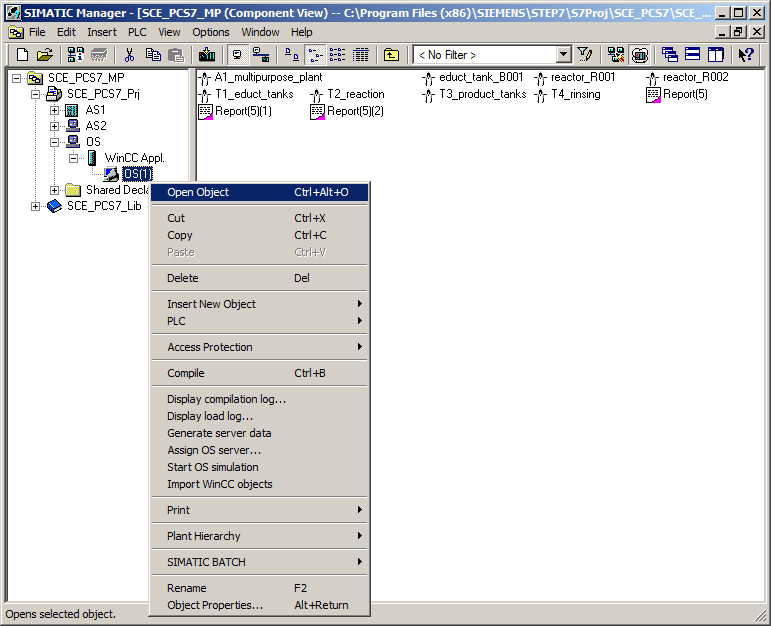 SIMATIC Manager - [SCE_PCS7_MP (Component View) -- C:\Program Files (x86)\SIEMENS\STEP7\S7Proj\SCE_PCS7\SCE_...
File Edit Insert PLC View Options Window Help
< No Filter >
SCE_PCS7_MP
SCE_PCS7_Prj
AS1
AS2
OS
WinCC Appl.
OS(1)
Shared Decla
SCE_PCS7_Lib
A1_multipurpose_plant educt_tank_B001 reactor_R001 reactor_R002
T1_educt_tanks T2_reaction T3_product_tanks T4_rinsing Report(5)
Report(5)(1) Report(5)(2)
Open Object Ctrl+Alt+O
Cut Ctrl+X
Copy Ctrl+C
Paste Ctrl+V
Delete Del
Insert New Object
PLC
Access Protection
Compile Ctrl+B
Display compilation log...
Display load log...
Generate server data
Assign OS server...
Start OS simulation
Import WinCC objects
Print
Plant Hierarchy
SIMATIC BATCH
Rename F2
Object Properties... Alt+Return
Opens selected object.